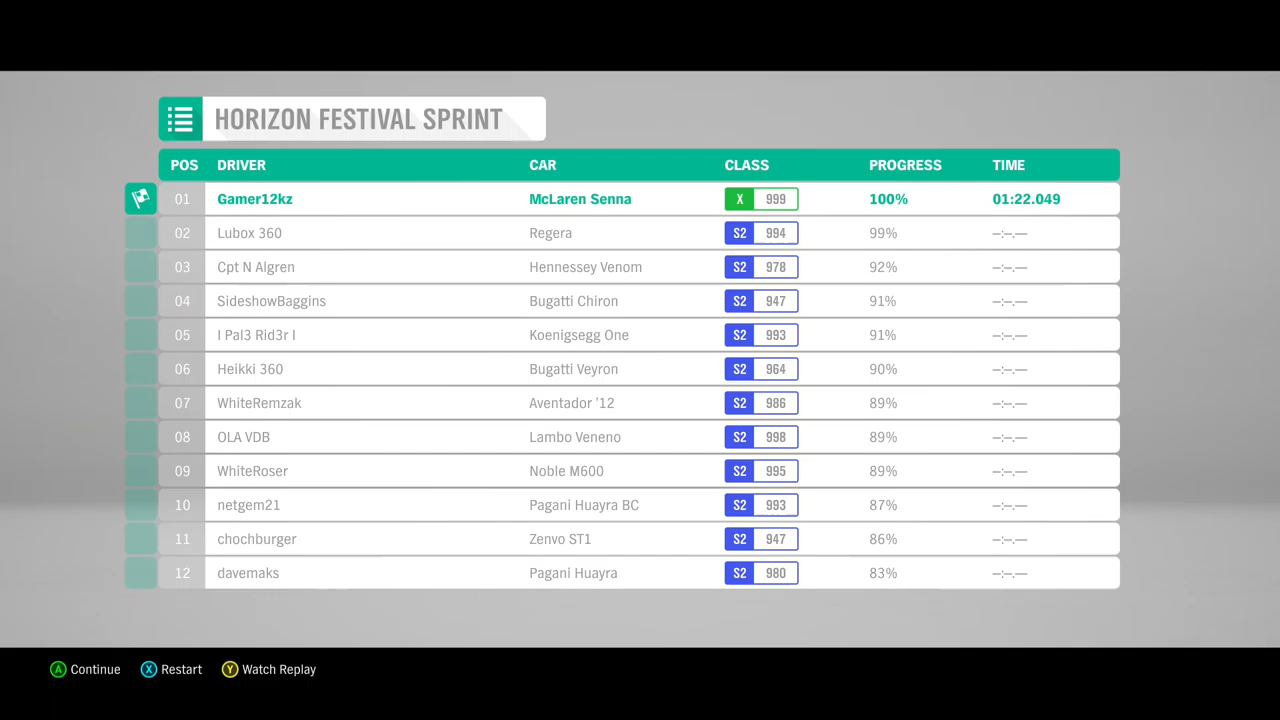 HORIZON FESTIVAL SPRINT
POS DRIVER CAR CLASS PROGRESS TIME
01 Gamer12kz McLaren Senna X 999 100% 01:22.049
02 Lubox 360 Regera S2 994 99% --:--.---
03 Cpt N Algren Hennessey Venom S2 978 92% --:--.---
04 SideshowBaggins Bugatti Chiron S2 947 91% --:--.---
05 I Pal3 Rid3r I Koenigsegg One S2 993 91% --:--.---
06 Heikki 360 Bugatti Veyron S2 964 90% --:--.---
07 WhiteRemzak Aventador '12 S2 986 89% --:--.---
08 OLA VDB Lambo Veneno S2 998 89% --:--.---
09 WhiteRoser Noble M600 S2 995 89% --:--.---
10 netgem21 Pagani Huayra BC S2 993 87% --:--.---
11 chochburger Zenvo ST1 S2 947 86% --:--.---
12 davemaks Pagani Huayra S2 980 83% --:--.---
A Continue X Restart Y Watch Replay